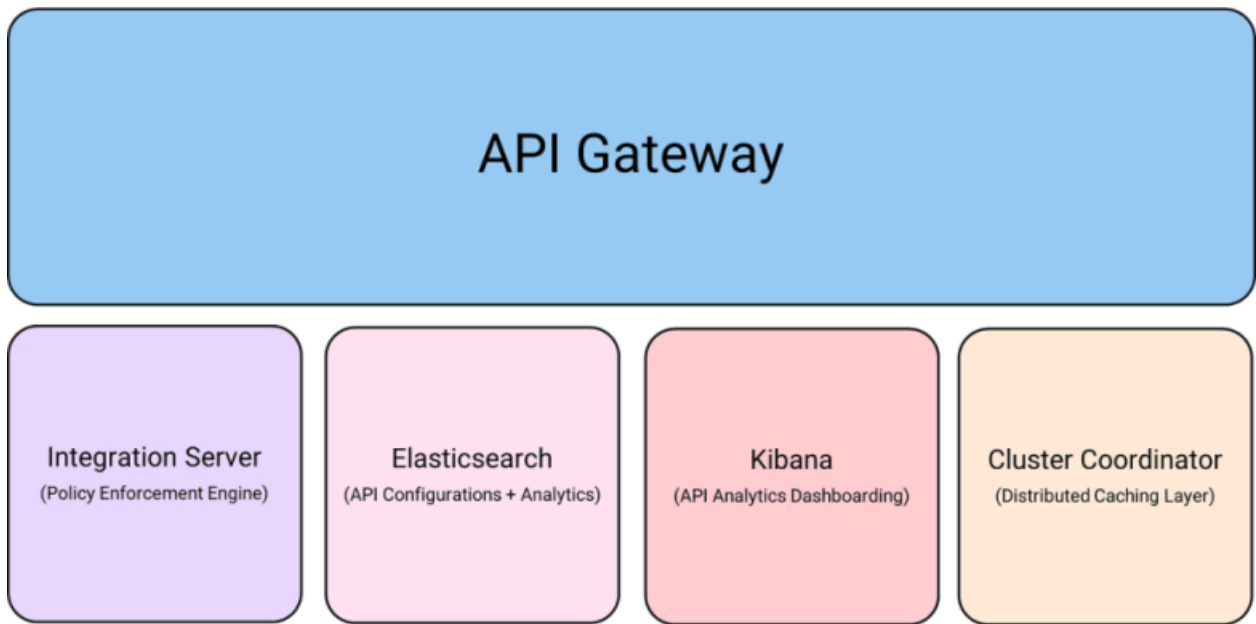 API Gateway
Integration Server
(Policy Enforcement Engine)
Elasticsearch
(API Configurations + Analytics)
Kibana
(API Analytics Dashboarding)
Cluster Coordinator
(Distributed Caching Layer)